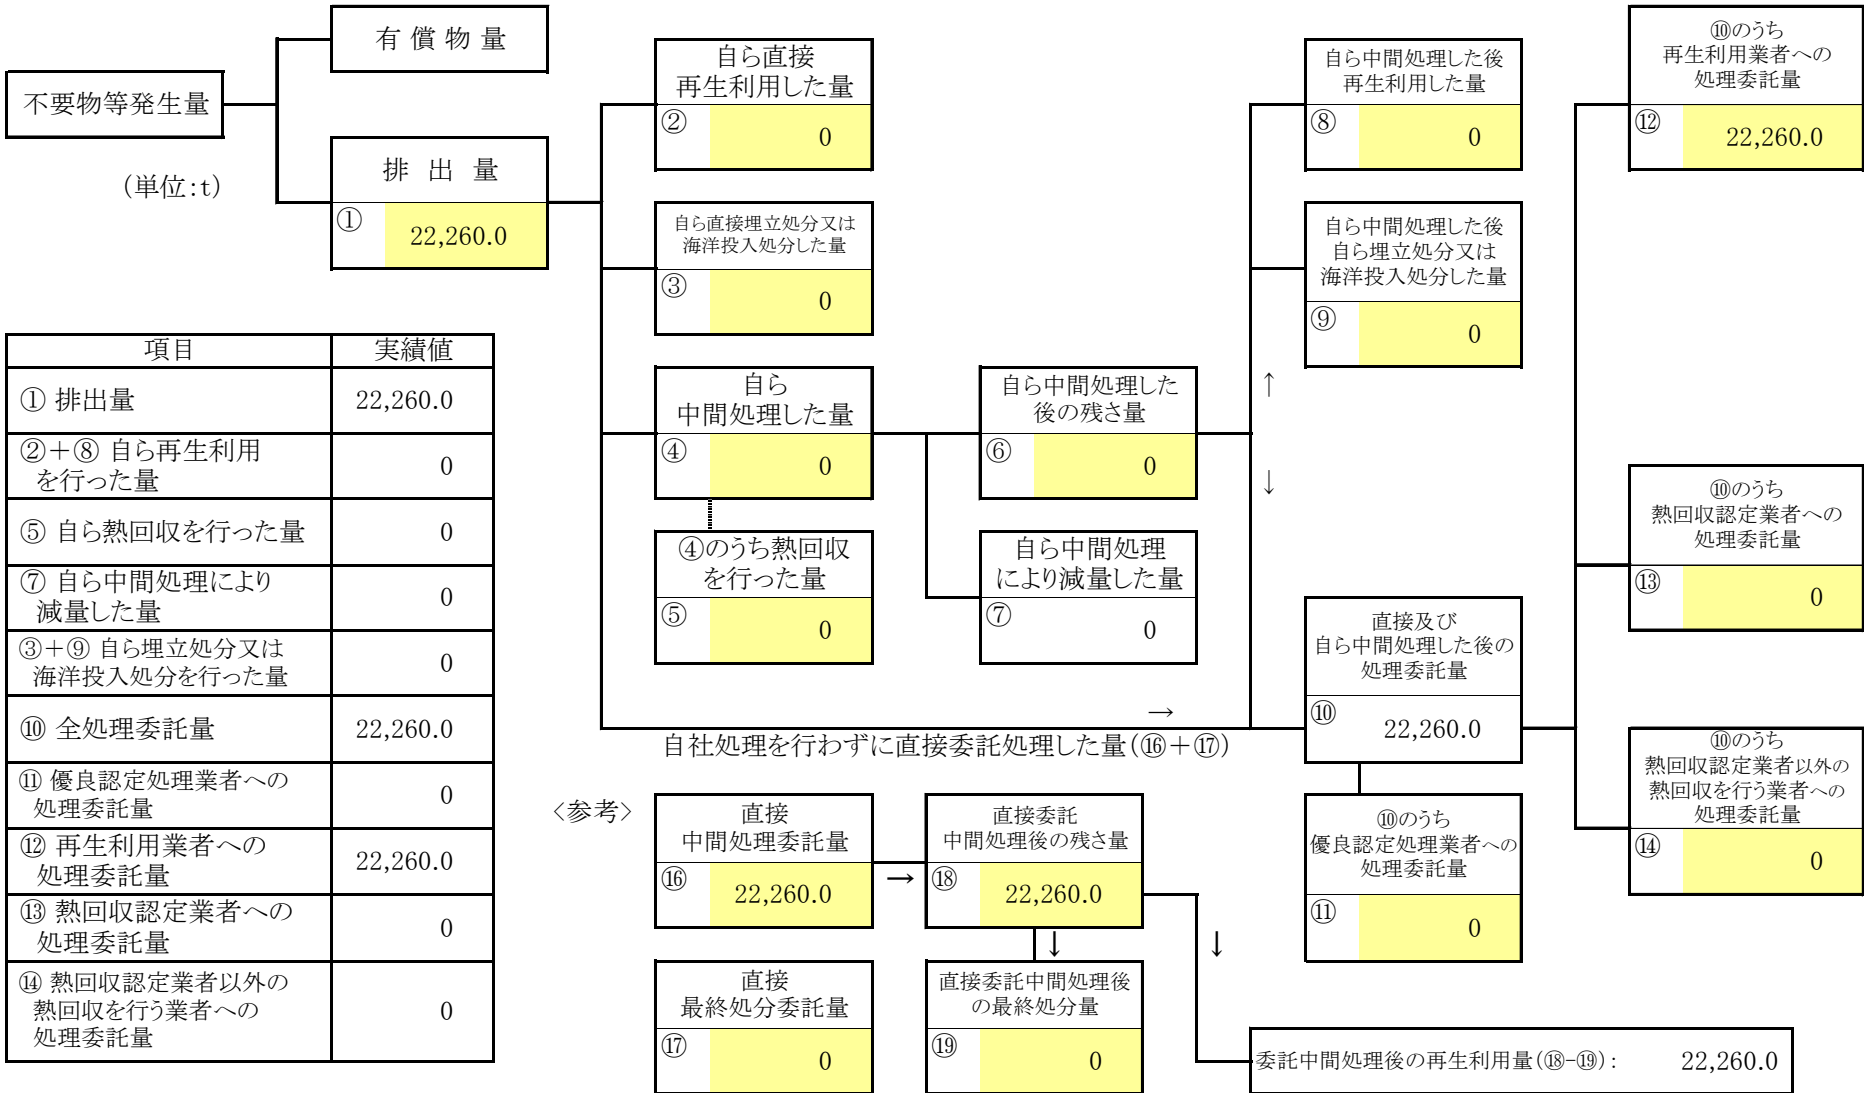 不要物等発生量
(単位:t)
有償物量
排出量
①
22,260.0
自ら直接
再生利用した量
②
0
自ら直接埋立処分又は
海洋投入処分した量
③
0
自ら
中間処理した量
④
0
④のうち熱回収
を行った量
⑤
0
自ら中間処理した
後の残さ量
⑥
0
自ら中間処理
により減量した量
⑦
0
↑
↓
自ら中間処理した後
再生利用した量
⑧
0
自ら中間処理した後
自ら埋立処分又は
海洋投入処分した量
⑨
0
→
自社処理を行わずに直接委託処理した量(⑯+⑰)
直接及び
自ら中間処理した後の
処理委託量
⑩
22,260.0
⑩のうち
優良認定処理業者への
処理委託量
⑪
0
⑩のうち
再生利用業者への
処理委託量
⑫
22,260.0
⑩のうち
熱回収認定業者への
処理委託量
⑬
0
⑩のうち
熱回収認定業者以外の
熱回収を行う業者への
処理委託量
⑭
0
項目 実績値
① 排出量 22,260.0
②+⑧ 自ら再生利用
を行った量 0
⑤ 自ら熱回収を行った量 0
⑦ 自ら中間処理により
減量した量 0
③+⑨ 自ら埋立処分又は
海洋投入処分を行った量 0
⑩ 全処理委託量 22,260.0
⑪ 優良認定処理業者への
処理委託量 0
⑫ 再生利用業者への
処理委託量 22,260.0
⑬ 熱回収認定業者への
処理委託量 0
⑭ 熱回収認定業者以外の
熱回収を行う業者への
処理委託量 0
<参考>
直接
中間処理委託量
⑯
22,260.0
→
直接委託
中間処理後の残さ量
⑱
22,260.0
↓
↓
直接
最終処分委託量
⑰
0
直接委託中間処理後
の最終処分量
⑲
0
委託中間処理後の再生利用量(⑱-⑲): 22,260.0